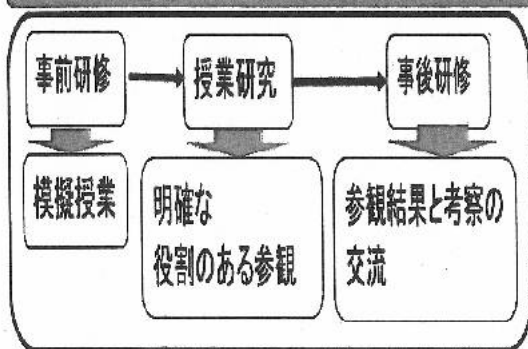 事前研修
授業研究
事後研修
模擬授業
明確な
役割のある参観
参観結果と考察の
交流